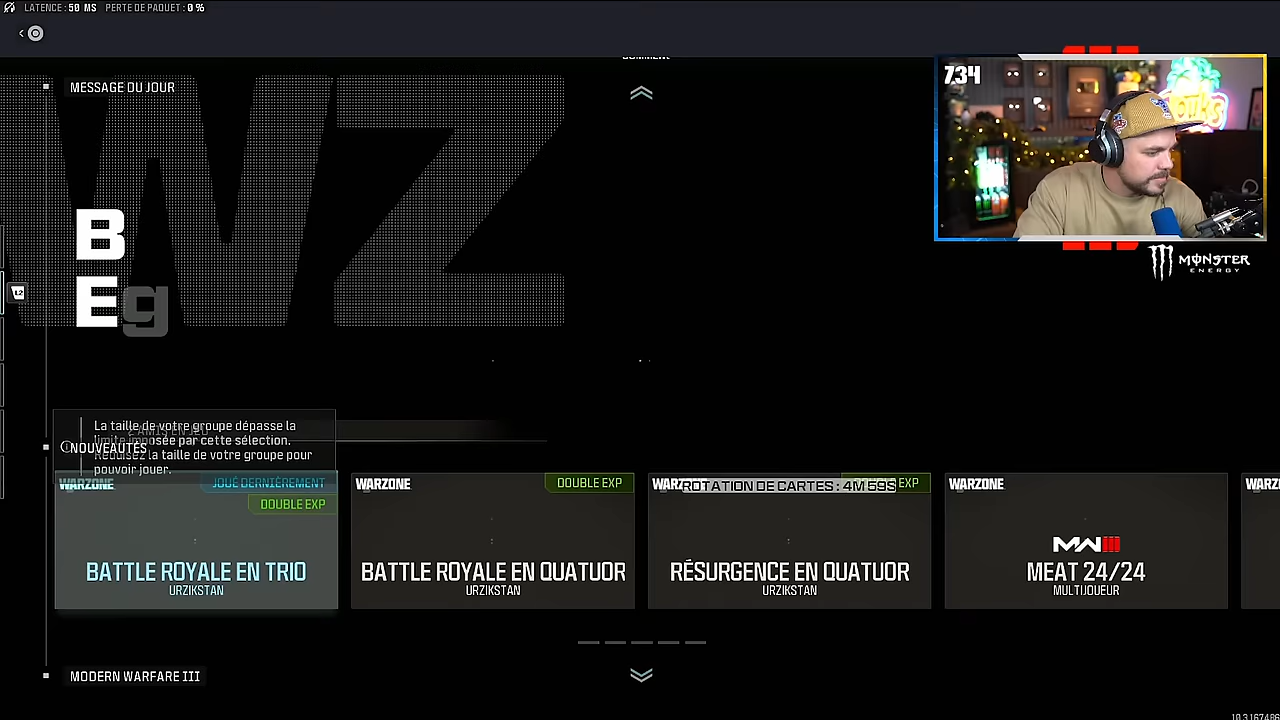 LATENCE : 50 MS PERTE DE PAQUET : 0 %
MESSAGE DU JOUR
734
WZ
B
Eg
MONSTER
ENERGY
L2
La taille de votre groupe dépasse la
limite imposée par cette sélection.
Réduisez la taille de votre groupe pour
pouvoir jouer.
NOUVEAUTÉS
WARZONE
JOUÉ DERNIÈREMENT
DOUBLE EXP
BATTLE ROYALE EN TRIO
URZIKSTAN
WARZONE
DOUBLE EXP
BATTLE ROYALE EN QUATUOR
URZIKSTAN
ROTATION DE CARTES : 4M 59S
EXP
RÉSURGENCE EN QUATUOR
URZIKSTAN
WARZONE
MWIII
MEAT 24/24
MULTIJOUEUR
MODERN WARFARE III